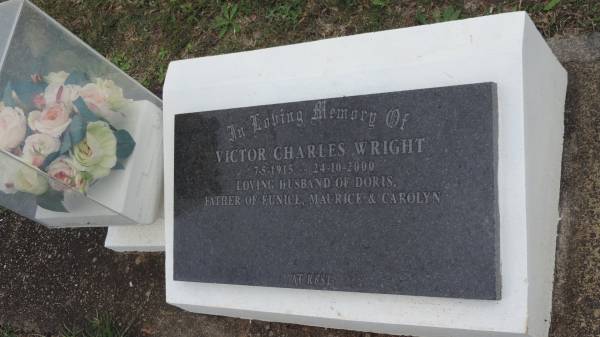 In Loving Memory Of
VICTOR CHARLES WRIGHT
7-5-1915 - 24-10-2000
LOVING HUSBAND OF DORIS,
FATHER OF EUNICE, MAURICE & CAROLYN
AT REST